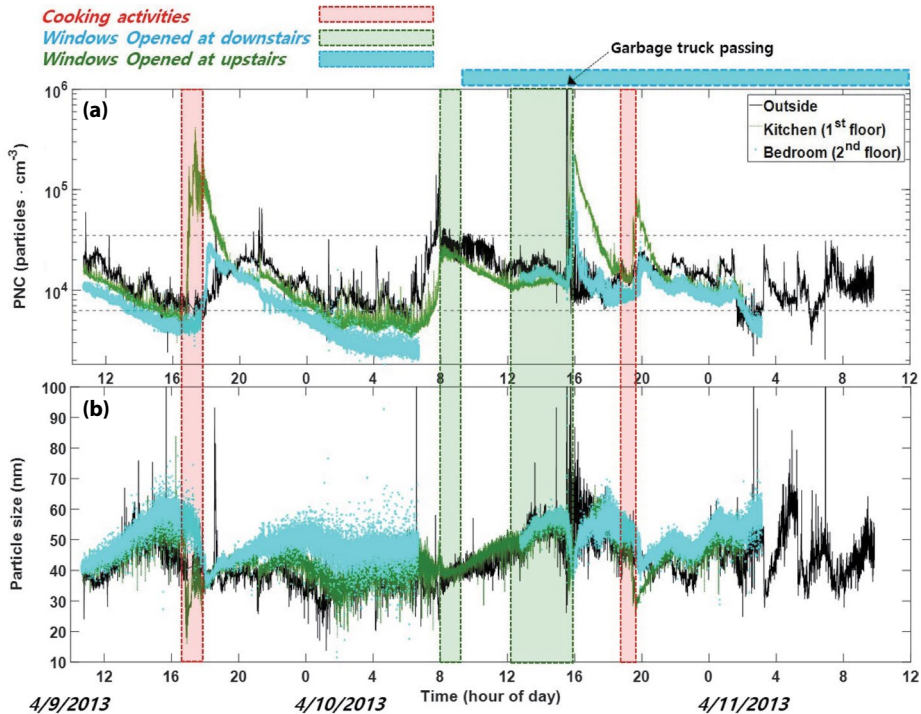 Cooking activities
Windows Opened at downstairs
Windows Opened at upstairs
Garbage truck passing
(a)
Outside
Kitchen (1st floor)
Bedroom (2nd floor)
PNC (particles · cm-3)
10^6
10^5
10^4
12 16 20 0 4 8 12 16 20 0 4 8 12
(b)
Particle size (nm)
100
90
80
70
60
50
40
30
20
10
12 16 20 0 4 8 12 16 20 0 4 8 12
Time (hour of day)
4/9/2013 4/10/2013 4/11/2013